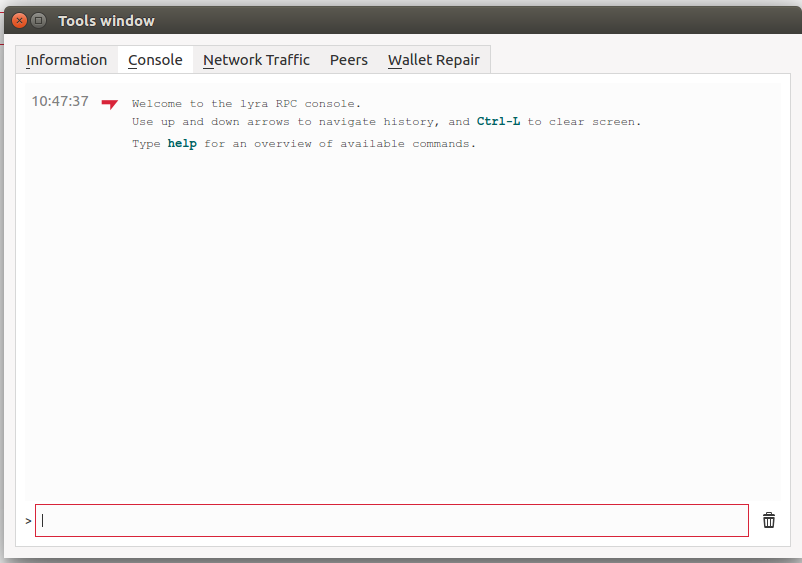 Tools window
Information Console Network Traffic Peers Wallet Repair
10:47:37 Welcome to the lyra RPC console.
Use up and down arrows to navigate history, and Ctrl-L to clear screen.
Type help for an overview of available commands.
>